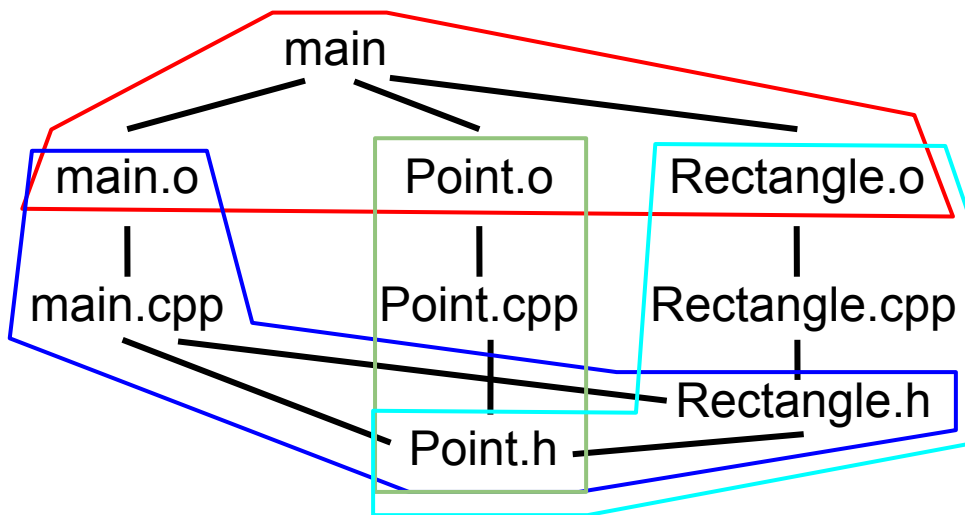 main
main.o Point.o Rectangle.o
main.cpp Point.cpp Rectangle.cpp
Rectangle.h
Point.h